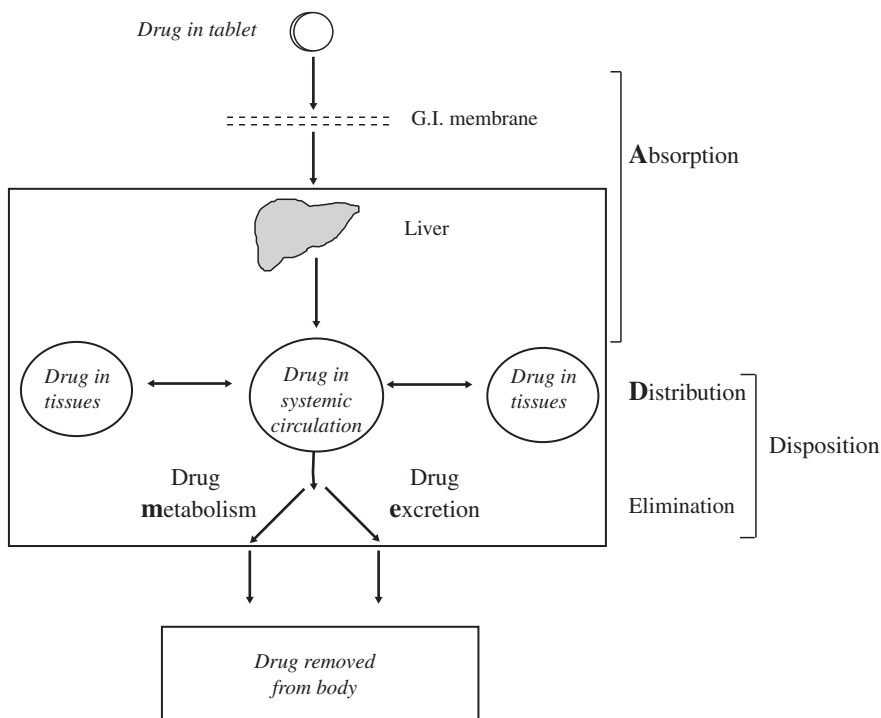 Drug in tablet
G.I. membrane
Absorption
Liver
Drug in
tissues
Drug in
systemic
circulation
Drug in
tissues
Distribution
Disposition
Drug
metabolism
Drug
excretion
Elimination
Drug removed
from body